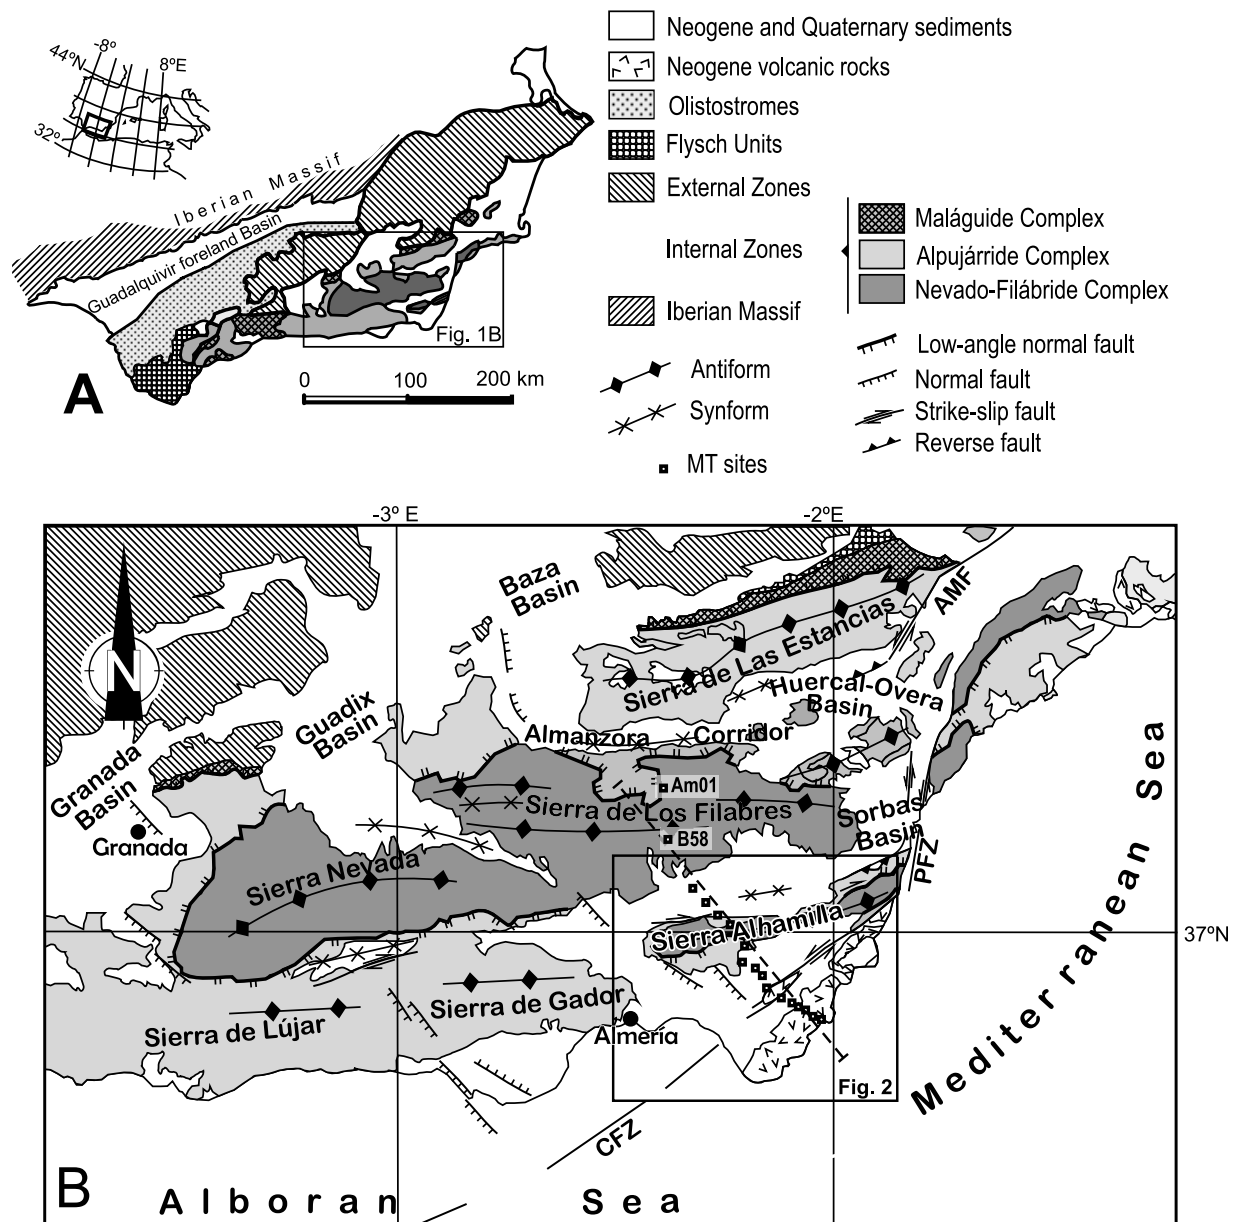 -8º
44ºN
8ºE
32º
Iberian Massif
Guadalquivir foreland Basin
Fig. 1B
A
0 100 200 km
Neogene and Quaternary sediments
Neogene volcanic rocks
Olistostromes
Flysch Units
External Zones
Internal Zones
Maláguide Complex
Alpujárride Complex
Nevado-Filábride Complex
Iberian Massif
Antiform
Synform
MT sites
Low-angle normal fault
Normal fault
Strike-slip fault
Reverse fault
-3º E
-2ºE
N
Baza
Basin
AMF
Sierra de Las Estancias
Huercal-Overa
Basin
Guadix
Basin
Almanzora Corridor
Granada
Basin
Granada
Am01
Sierra de Los Filabres
B58
Sorbas
Basin
PFZ
Sierra Nevada
Sierra Alhamilla
37ºN
Sierra de Gador
Sierra de Lújar
Almería
Fig. 2
CFZ
Mediterranean Sea
B
Alboran Sea